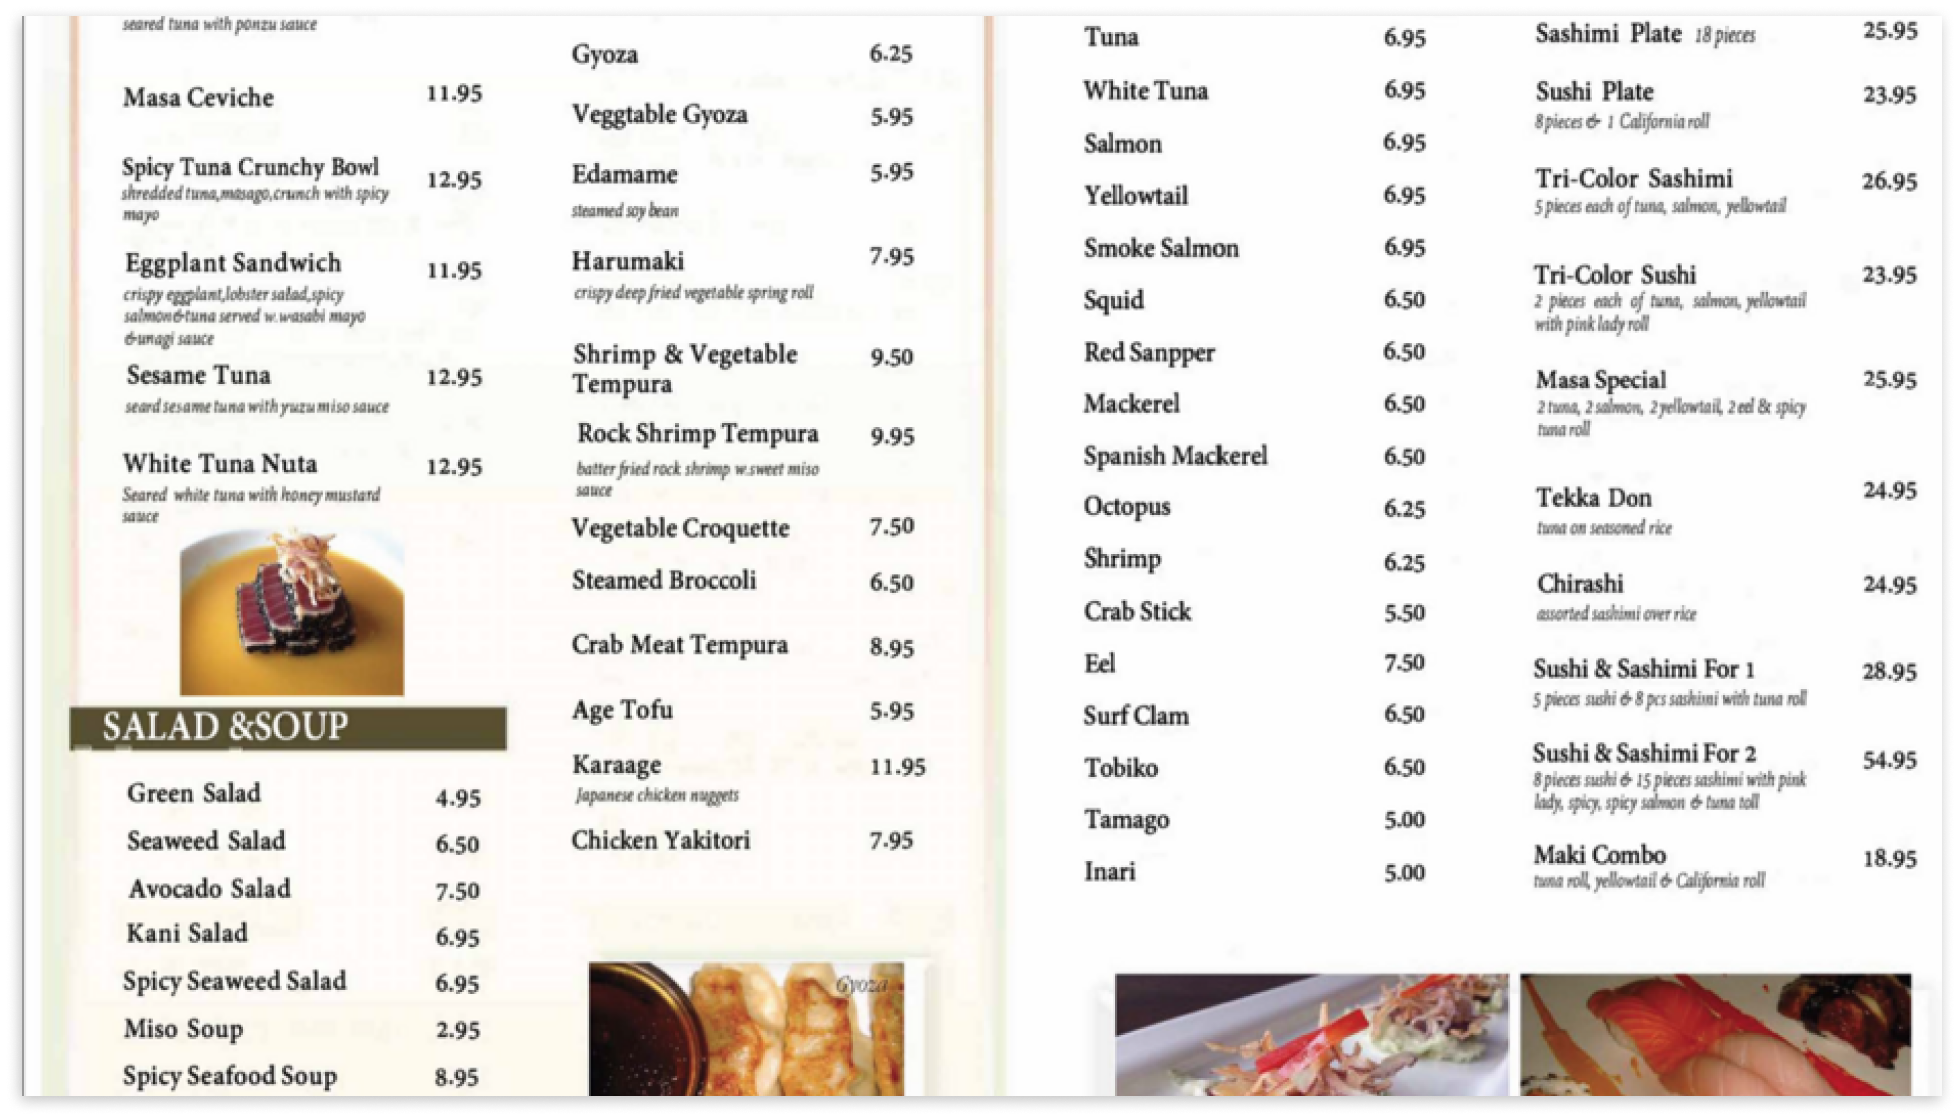 seared tuna with ponzu sauce
Masa Ceviche 11.95
Spicy Tuna Crunchy Bowl 12.95
shredded tuna,masago,crunch with spicy
mayo
Eggplant Sandwich 11.95
crispy eggplant,lobster salad,spicy
salmon&tuna served w.wasabi mayo
&unagi sauce
Sesame Tuna 12.95
seard sesame tuna with yuzu miso sauce
White Tuna Nuta 12.95
Seared white tuna with honey mustard
sauce
SALAD &SOUP
Green Salad 4.95
Seaweed Salad 6.50
Avocado Salad 7.50
Kani Salad 6.95
Spicy Seaweed Salad 6.95
Miso Soup 2.95
Spicy Seafood Soup 8.95
Gyoza 6.25
Veggtable Gyoza 5.95
Edamame 5.95
steamed soy bean
Harumaki 7.95
crispy deep fried vegetable spring roll
Shrimp & Vegetable 9.50
Tempura
Rock Shrimp Tempura 9.95
batter fried rock shrimp w.sweet miso
sauce
Vegetable Croquette 7.50
Steamed Broccoli 6.50
Crab Meat Tempura 8.95
Age Tofu 5.95
Karaage 11.95
Japanese chicken nuggets
Chicken Yakitori 7.95
Gyoza
Tuna 6.95
White Tuna 6.95
Salmon 6.95
Yellowtail 6.95
Smoke Salmon 6.95
Squid 6.50
Red Sanpper 6.50
Mackerel 6.50
Spanish Mackerel 6.50
Octopus 6.25
Shrimp 6.25
Crab Stick 5.50
Eel 7.50
Surf Clam 6.50
Tobiko 6.50
Tamago 5.00
Inari 5.00
Sashimi Plate 18 pieces 25.95
Sushi Plate 23.95
8 pieces & 1 California roll
Tri-Color Sashimi 26.95
5 pieces each of tuna, salmon, yellowtail
Tri-Color Sushi 23.95
2 pieces each of tuna, salmon, yellowtail
with pink lady roll
Masa Special 25.95
2 tuna, 2 salmon, 2 yellowtail, 2 eel & spicy
tuna roll
Tekka Don 24.95
tuna on seasoned rice
Chirashi 24.95
assorted sashimi over rice
Sushi & Sashimi For 1 28.95
5 pieces sushi & 8 pcs sashimi with tuna roll
Sushi & Sashimi For 2 54.95
8 pieces sushi & 15 pieces sashimi with pink
lady, spicy, spicy salmon & tuna toll
Maki Combo 18.95
tuna roll, yellowtail & California roll